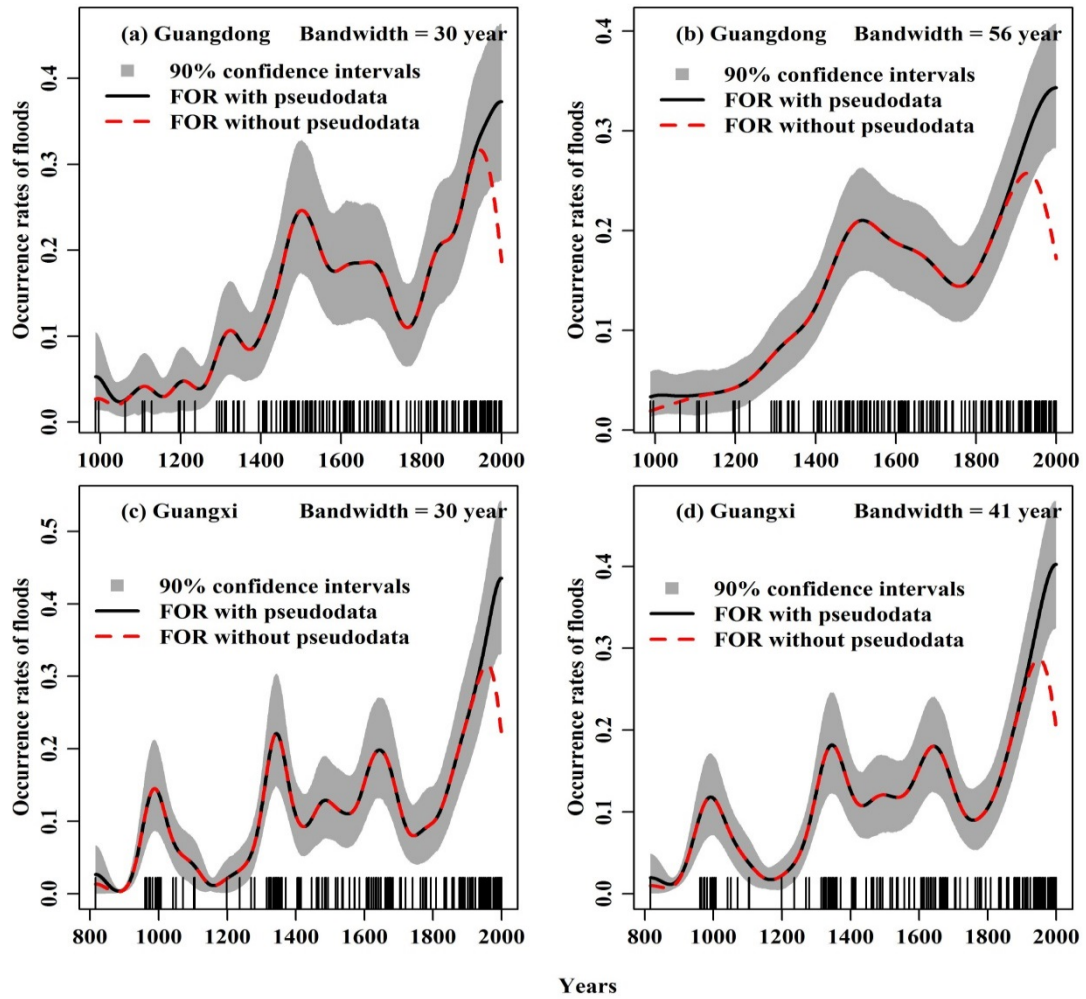 (a) Guangdong Bandwidth = 30 year
90% confidence intervals
FOR with pseudodata
FOR without pseudodata
Occurrence rates of floods
0.0 0.1 0.2 0.3 0.4
1000 1200 1400 1600 1800 2000
(b) Guangdong Bandwidth = 56 year
90% confidence intervals
FOR with pseudodata
FOR without pseudodata
Occurrence rates of floods
0.0 0.1 0.2 0.3 0.4
1000 1200 1400 1600 1800 2000
(c) Guangxi Bandwidth = 30 year
90% confidence intervals
FOR with pseudodata
FOR without pseudodata
Occurrence rates of floods
0.0 0.1 0.2 0.3 0.4 0.5
800 1000 1200 1400 1600 1800 2000
(d) Guangxi Bandwidth = 41 year
90% confidence intervals
FOR with pseudodata
FOR without pseudodata
Occurrence rates of floods
0.0 0.1 0.2 0.3 0.4
800 1000 1200 1400 1600 1800 2000
Years